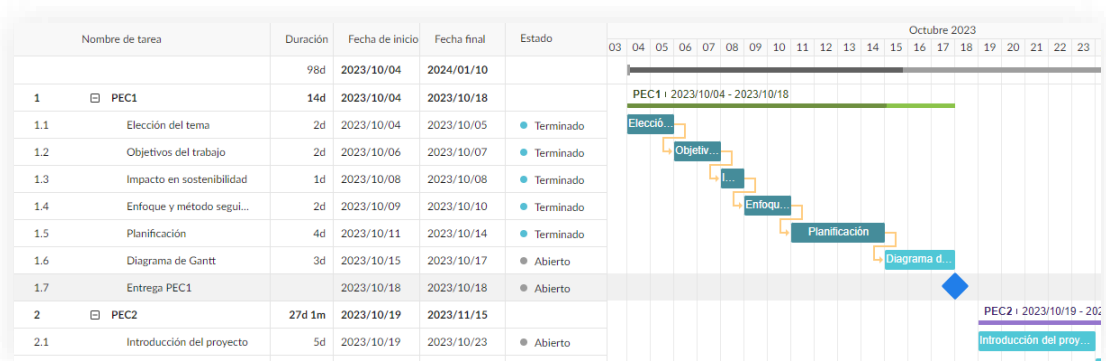 Octubre 2023
Nombre de tarea Duración Fecha de inicio Fecha final Estado
03 04 05 06 07 08 09 10 11 12 13 14 15 16 17 18 19 20 21 22 23
98d 2023/10/04 2024/01/10
1 PEC1 14d 2023/10/04 2023/10/18 PEC1 2023/10/04 - 2023/10/18
1.1 Elección del tema 2d 2023/10/04 2023/10/05 Terminado Elecció...
1.2 Objetivos del trabajo 2d 2023/10/06 2023/10/07 Terminado Objetiv...
1.3 Impacto en sostenibilidad 1d 2023/10/08 2023/10/08 Terminado I...
1.4 Enfoque y método segui... 2d 2023/10/09 2023/10/10 Terminado Enfoqu...
1.5 Planificación 4d 2023/10/11 2023/10/14 Terminado Planificación
1.6 Diagrama de Gantt 3d 2023/10/15 2023/10/17 Abierto Diagrama d...
1.7 Entrega PEC1 2023/10/18 2023/10/18 Abierto
2 PEC2 27d 1m 2023/10/19 2023/11/15 PEC2 2023/10/19 - 202
2.1 Introducción del proyecto 5d 2023/10/19 2023/10/23 Abierto Introducción del proy...